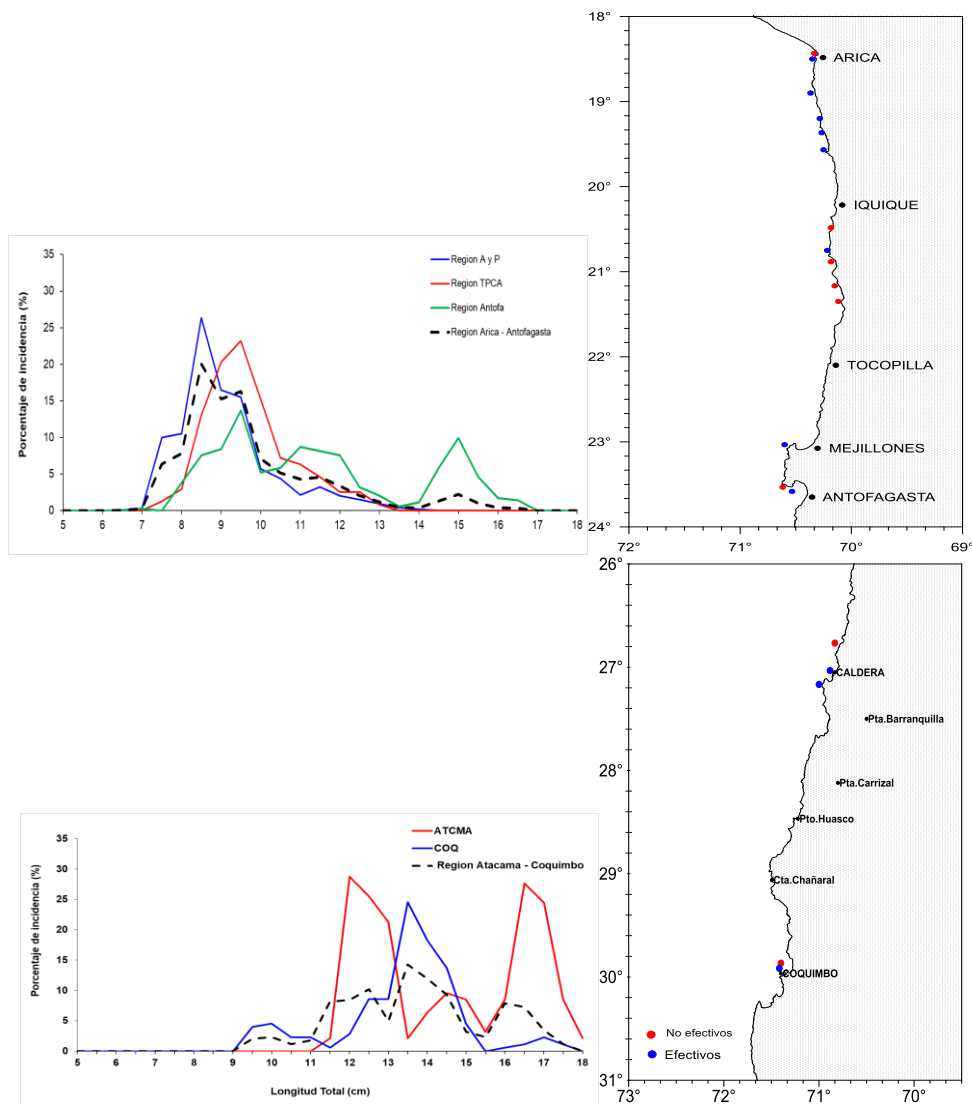 Porcentaje de incidencia (%)
35
30
25
20
15
10
5
0
5 6 7 8 9 10 11 12 13 14 15 16 17 18
Region A y P
Region TPCA
Region Antofa
Region Arica - Antofagasta
18°
19°
20°
21°
22°
23°
24°
72° 71° 70° 69°
ARICA
IQUIQUE
TOCOPILLA
MEJILLONES
ANTOFAGASTA
Porcentaje de incidencia (%)
35
30
25
20
15
10
5
0
5 6 7 8 9 10 11 12 13 14 15 16 17 18
Longitud Total (cm)
ATCMA
COQ
Region Atacama - Coquimbo
26°
27°
28°
29°
30°
31°
73° 72° 71° 70°
CALDERA
Pta.Barranquilla
Pta.Carrizal
Pto.Huasco
Cta.Chañaral
COQUIMBO
No efectivos
Efectivos